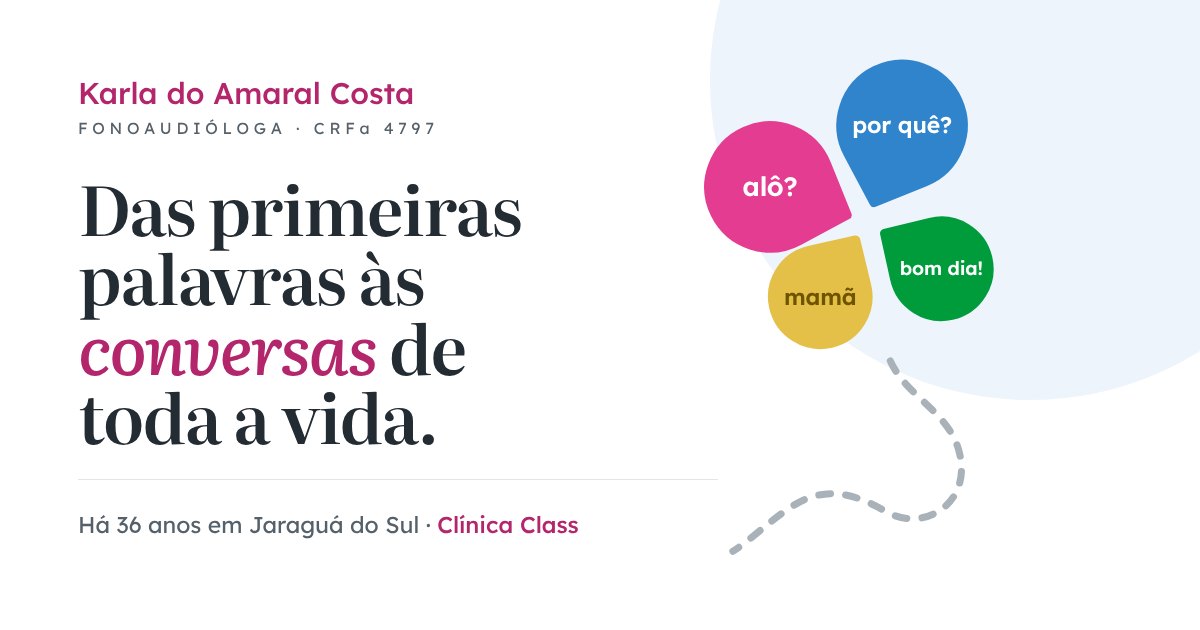 Karla do Amaral Costa
FONOAUDIÓLOGA · CRFa 4797
Das primeiras
palavras às
conversas de
toda a vida.
Há 36 anos em Jaraguá do Sul · Clínica Class
por quê?
alô?
bom dia!
mamã